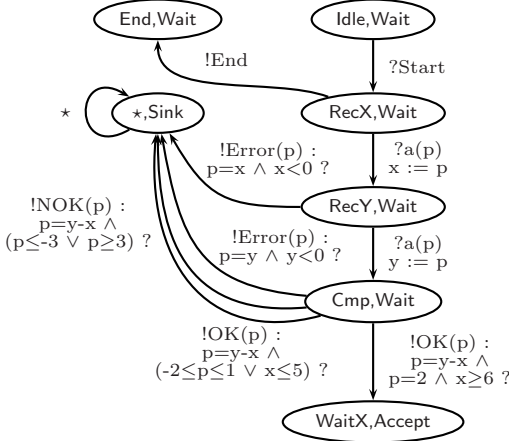 End,Wait
Idle,Wait
!End
?Start
⋆
⋆,Sink
RecX,Wait
!Error(p) :
p=x ∧ x<0 ?
?a(p)
x := p
!NOK(p) :
p=y-x ∧
(p≤-3 ∨ p≥3) ?
RecY,Wait
!Error(p) :
p=y ∧ y<0 ?
?a(p)
y := p
Cmp,Wait
!OK(p) :
p=y-x ∧
(-2≤p≤1 ∨ x≤5) ?
!OK(p) :
p=y-x ∧
p=2 ∧ x≥6 ?
WaitX,Accept